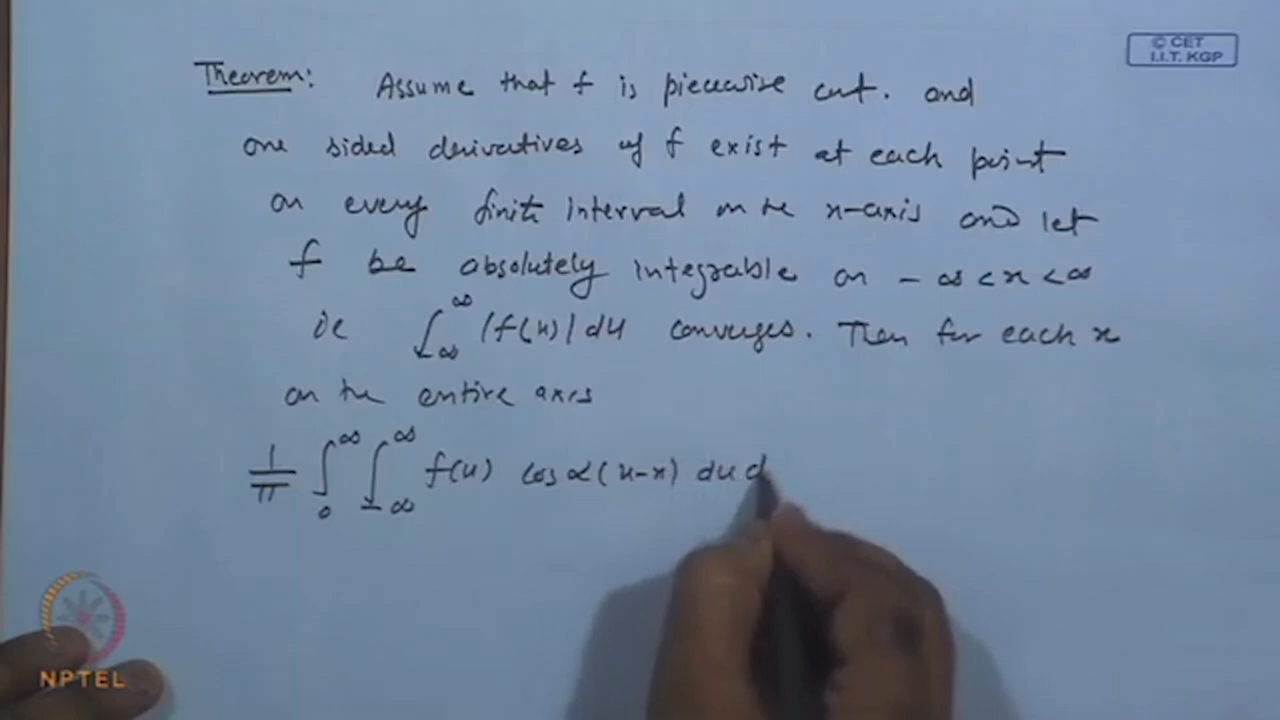 © CET
I.I.T. KGP
Theorem: Assume that f is piecewise cnt. and
one sided derivatives of f exist at each point
on every finite interval on the x-axis and let
f be absolutely integrable on -∞ < x < ∞
ie ∫_{-∞}^{∞} |f(u)| du converges. Then for each x
on the entire axis
1/π ∫_0^∞ ∫_{-∞}^{∞} f(u) cos α(u-x) du d
NPTEL